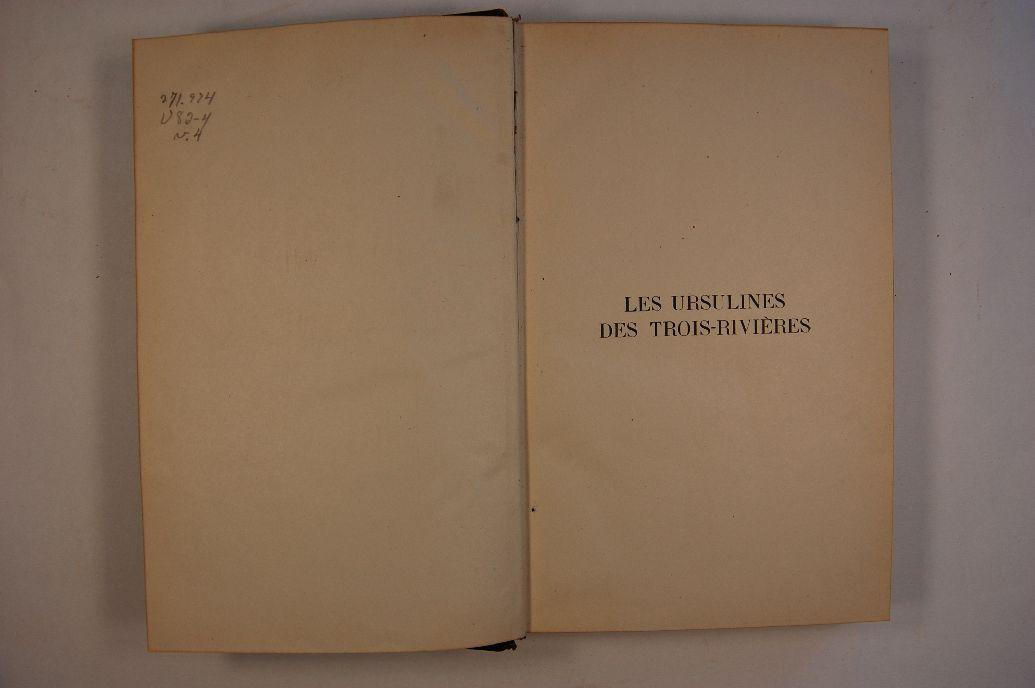 271.974
U82-4
v.4
LES URSULINES
DES TROIS-RIVIÈRES